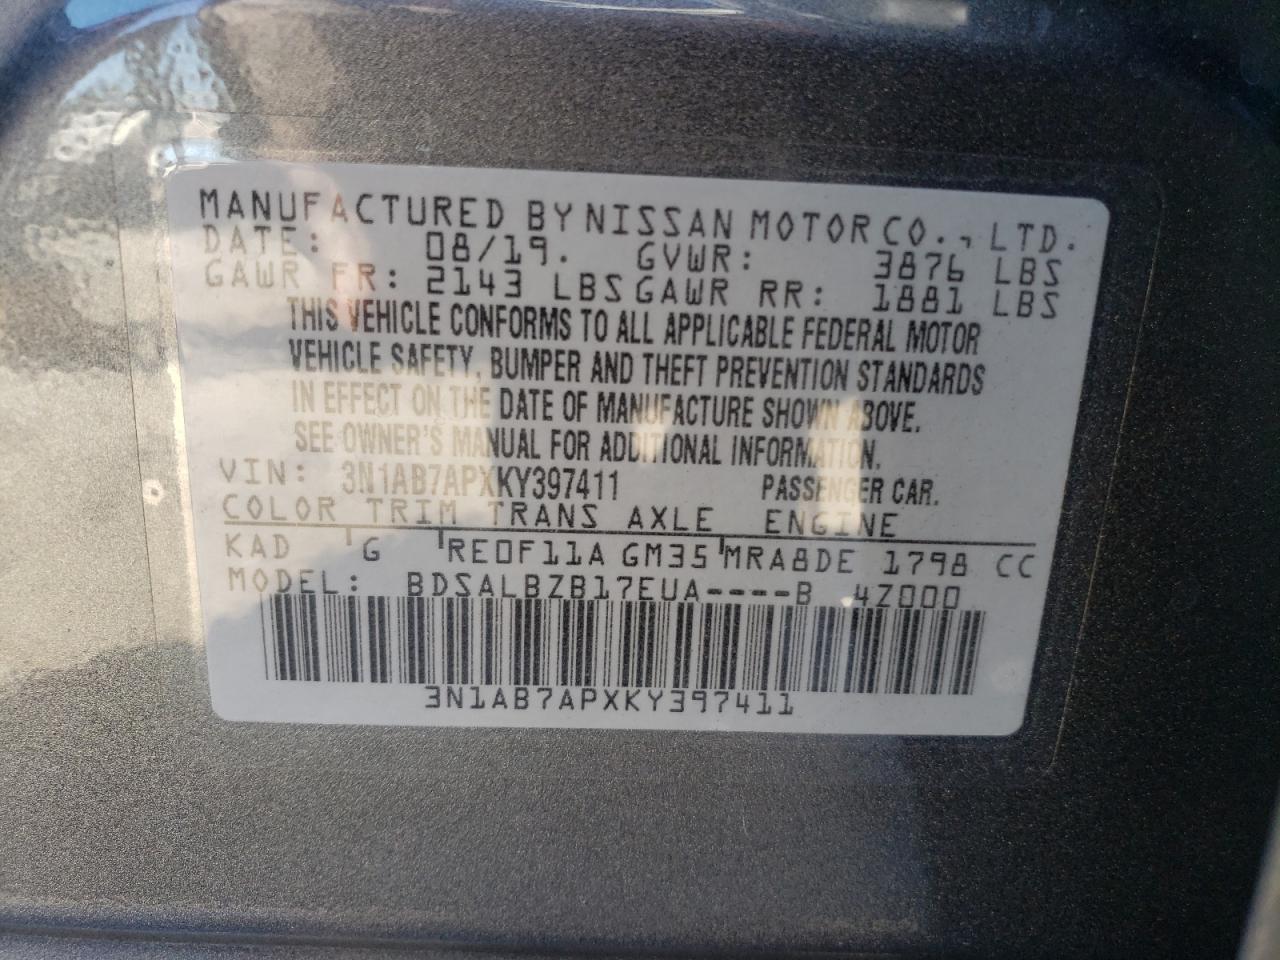 MANUFACTURED BY NISSAN MOTOR CO., LTD.
DATE: 08/19. GVWR: 3876 LBS
GAWR FR: 2143 LBS GAWR RR: 1881 LBS
THIS VEHICLE CONFORMS TO ALL APPLICABLE FEDERAL MOTOR
VEHICLE SAFETY, BUMPER AND THEFT PREVENTION STANDARDS
IN EFFECT ON THE DATE OF MANUFACTURE SHOWN ABOVE.
SEE OWNER'S MANUAL FOR ADDITIONAL INFORMATION.
VIN: 3N1AB7APXKY397411 PASSENGER CAR.
COLOR TRIM TRANS AXLE ENGINE
KAD G RE0F11A GM35 MRA8DE 1798 CC
MODEL: BDSALBZB17EUA----B 4Z000
3N1AB7APXKY397411